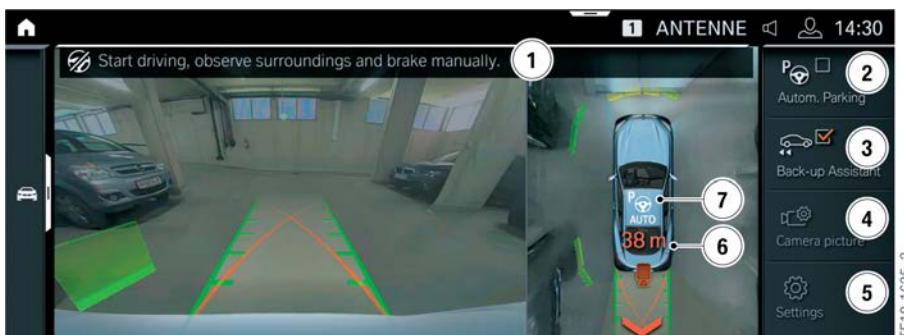 1 ANTENNE 14:30
Start driving, observe surroundings and brake manually.
1
P
Autom. Parking
2
Back-up Assistant
3
Camera picture
4
Settings
5
P
AUTO
7
38 m
6